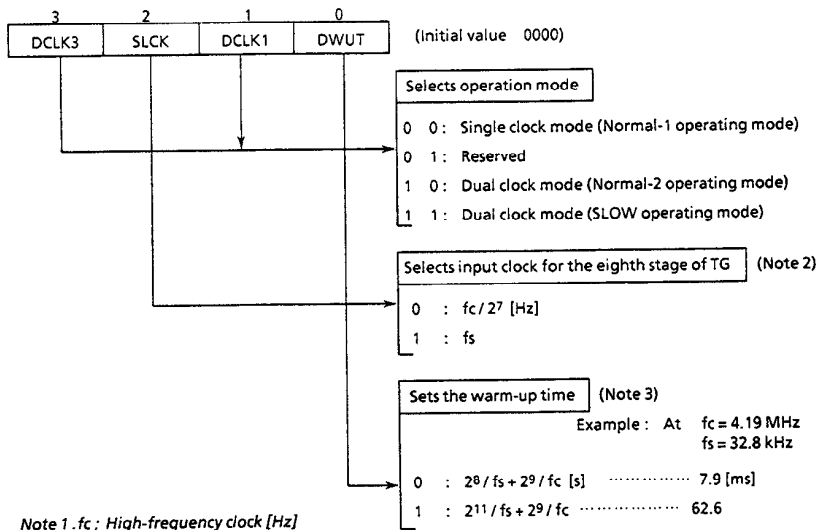 3 2 1 0
DCLK3 SLCK DCLK1 DWUT (Initial value 0000)
Selects operation mode
0 0 : Single clock mode (Normal-1 operating mode)
0 1 : Reserved
1 0 : Dual clock mode (Normal-2 operating mode)
1 1 : Dual clock mode (SLOW operating mode)
Selects input clock for the eighth stage of TG (Note 2)
0 : fc / 2⁷ [Hz]
1 : fs
Sets the warm-up time (Note 3)
Example : At fc = 4.19 MHz
fs = 32.8 kHz
0 : 2⁸ / fs + 2⁹ / fc [s] ·············· 7.9 [ms]
1 : 2¹¹ / fs + 2⁹ / fc ·················· 62.6
Note 1 . fc ; High-frequency clock [Hz]